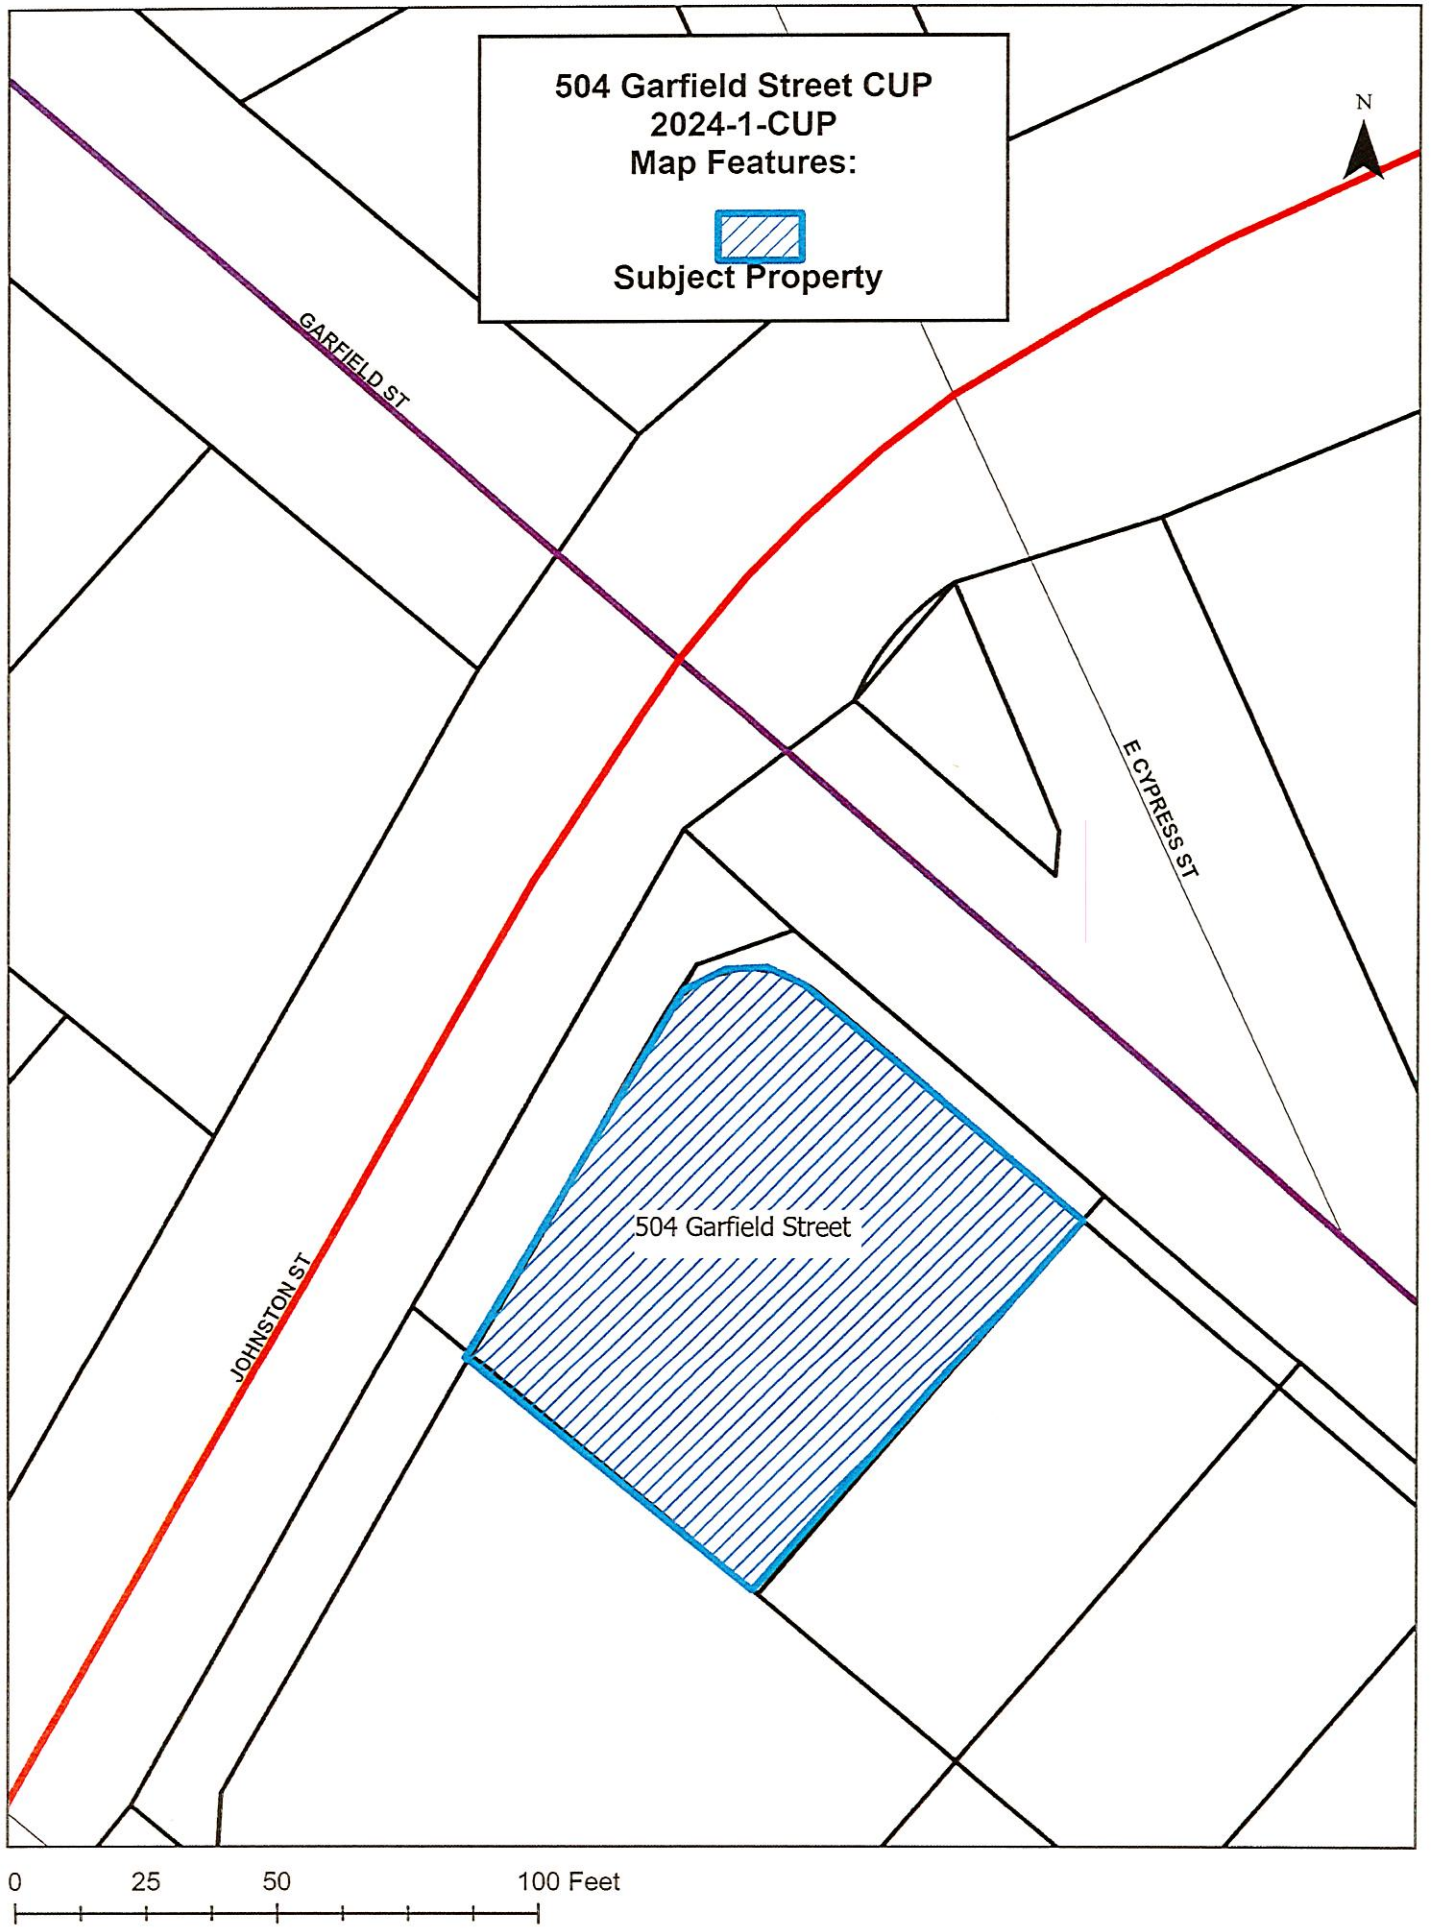 504 Garfield Street CUP
2024-1-CUP
Map Features:
Subject Property
N
GARFIELD ST
E CYPRESS ST
504 Garfield Street
JOHNSTON ST
0 25 50 100 Feet